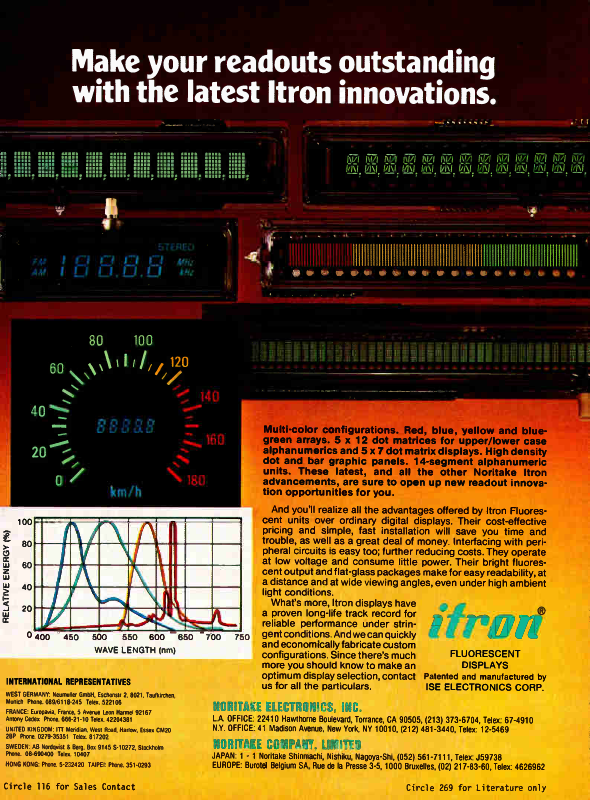 Make your readouts outstanding
with the latest Itron innovations.
STEREO
FM 188.8.8 MHz
AM kHz
80 100
60 120
40 140
20 160
0 180
8888.8
km/h
Multi-color configurations. Red, blue, yellow and blue-
green arrays. 5 x 12 dot matrices for upper/lower case
alphanumerics and 5 x 7 dot matrix displays. High density
dot and bar graphic panels. 14-segment alphanumeric
units. These latest, and all the other Noritake Itron
advancements, are sure to open up new readout innova-
tion opportunities for you.
And you'll realize all the advantages offered by Itron Fluores-
cent units over ordinary digital displays. Their cost-effective
pricing and simple, fast installation will save you time and
trouble, as well as a great deal of money. Interfacing with peri-
pheral circuits is easy too; further reducing costs. They operate
at low voltage and consume little power. Their bright fluores-
cent output and flat-glass packages make for easy readability, at
a distance and at wide viewing angles, even under high ambient
light conditions.
What's more, Itron displays have
a proven long-life track record for
reliable performance under strin-
gent conditions. And we can quickly
and economically fabricate custom
configurations. Since there's much
more you should know to make an
optimum display selection, contact
us for all the particulars.
itron®
FLUORESCENT
DISPLAYS
Patented and manufactured by
ISE ELECTRONICS CORP.
RELATIVE ENERGY (%)
100
80
60
40
20
0
400 450 500 550 600 650 700 750
WAVE LENGTH (nm)
INTERNATIONAL REPRESENTATIVES
WEST GERMANY: Neumeller GmbH, Eschenstr 2, 8021, Taufkirchen,
Munich Phone. 089/6118-245 Telex. 522106
FRANCE: Europavia, France, 5 Avenue Leon Harmel 92167
Antony Cedex Phone. 666-21-10 Telex. 42204381
UNITED KINGDOM: ITT Meridian, West Road, Harlow, Essex CM20
2BP Phone. 0279-35351 Telex. 817202
SWEDEN: AB Nordqvist & Berg, Box 9145 S-10272, Stockholm
Phone. 08-690400 Telex. 10407
HONG KONG: Phone. 5-232420 TAIPEI: Phone. 351-0293
NORITAKE ELECTRONICS, INC.
L.A. OFFICE: 22410 Hawthorne Boulevard, Torrance, CA 90505, (213) 373-6704, Telex: 67-4910
N.Y. OFFICE: 41 Madison Avenue, New York, NY 10010, (212) 481-3440, Telex: 12-5469
NORITAKE COMPANY, LIMITED
JAPAN: 1 - 1 Noritake Shinmachi, Nishiku, Nagoya-Shi, (052) 561-7111, Telex: J59738
EUROPE: Burotel Belgium SA, Rue de la Presse 3-5, 1000 Bruxelles, (02) 217-83-60, Telex: 4626962
Circle 116 for Sales Contact
Circle 269 for Literature only